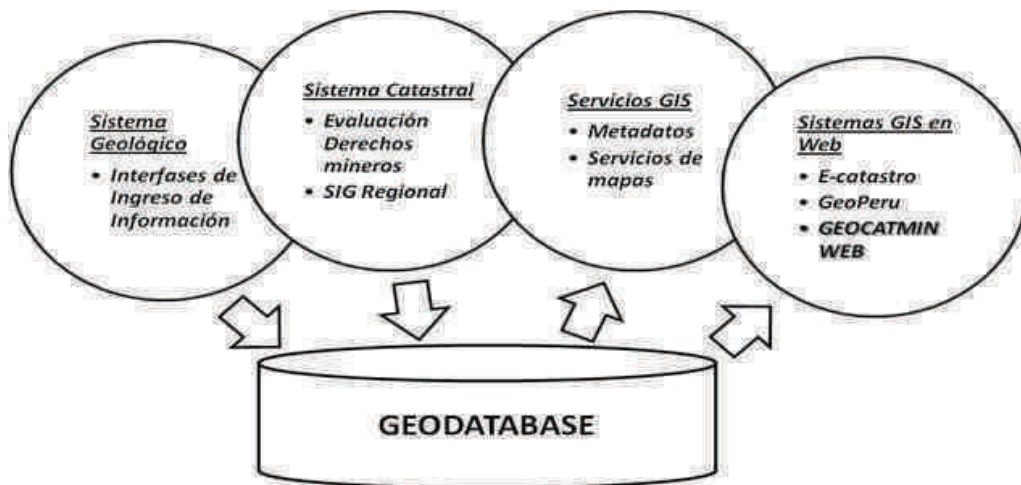 Sistema
Geológico
• Interfases de
Ingreso de
Información
Sistema Catastral
• Evaluación
Derechos
mineros
• SIG Regional
Servicios GIS
• Metadatos
• Servicios de
mapas
Sistemas GIS en
Web
• E-catastro
• GeoPeru
• GEOCATMIN
WEB
GEODATABASE